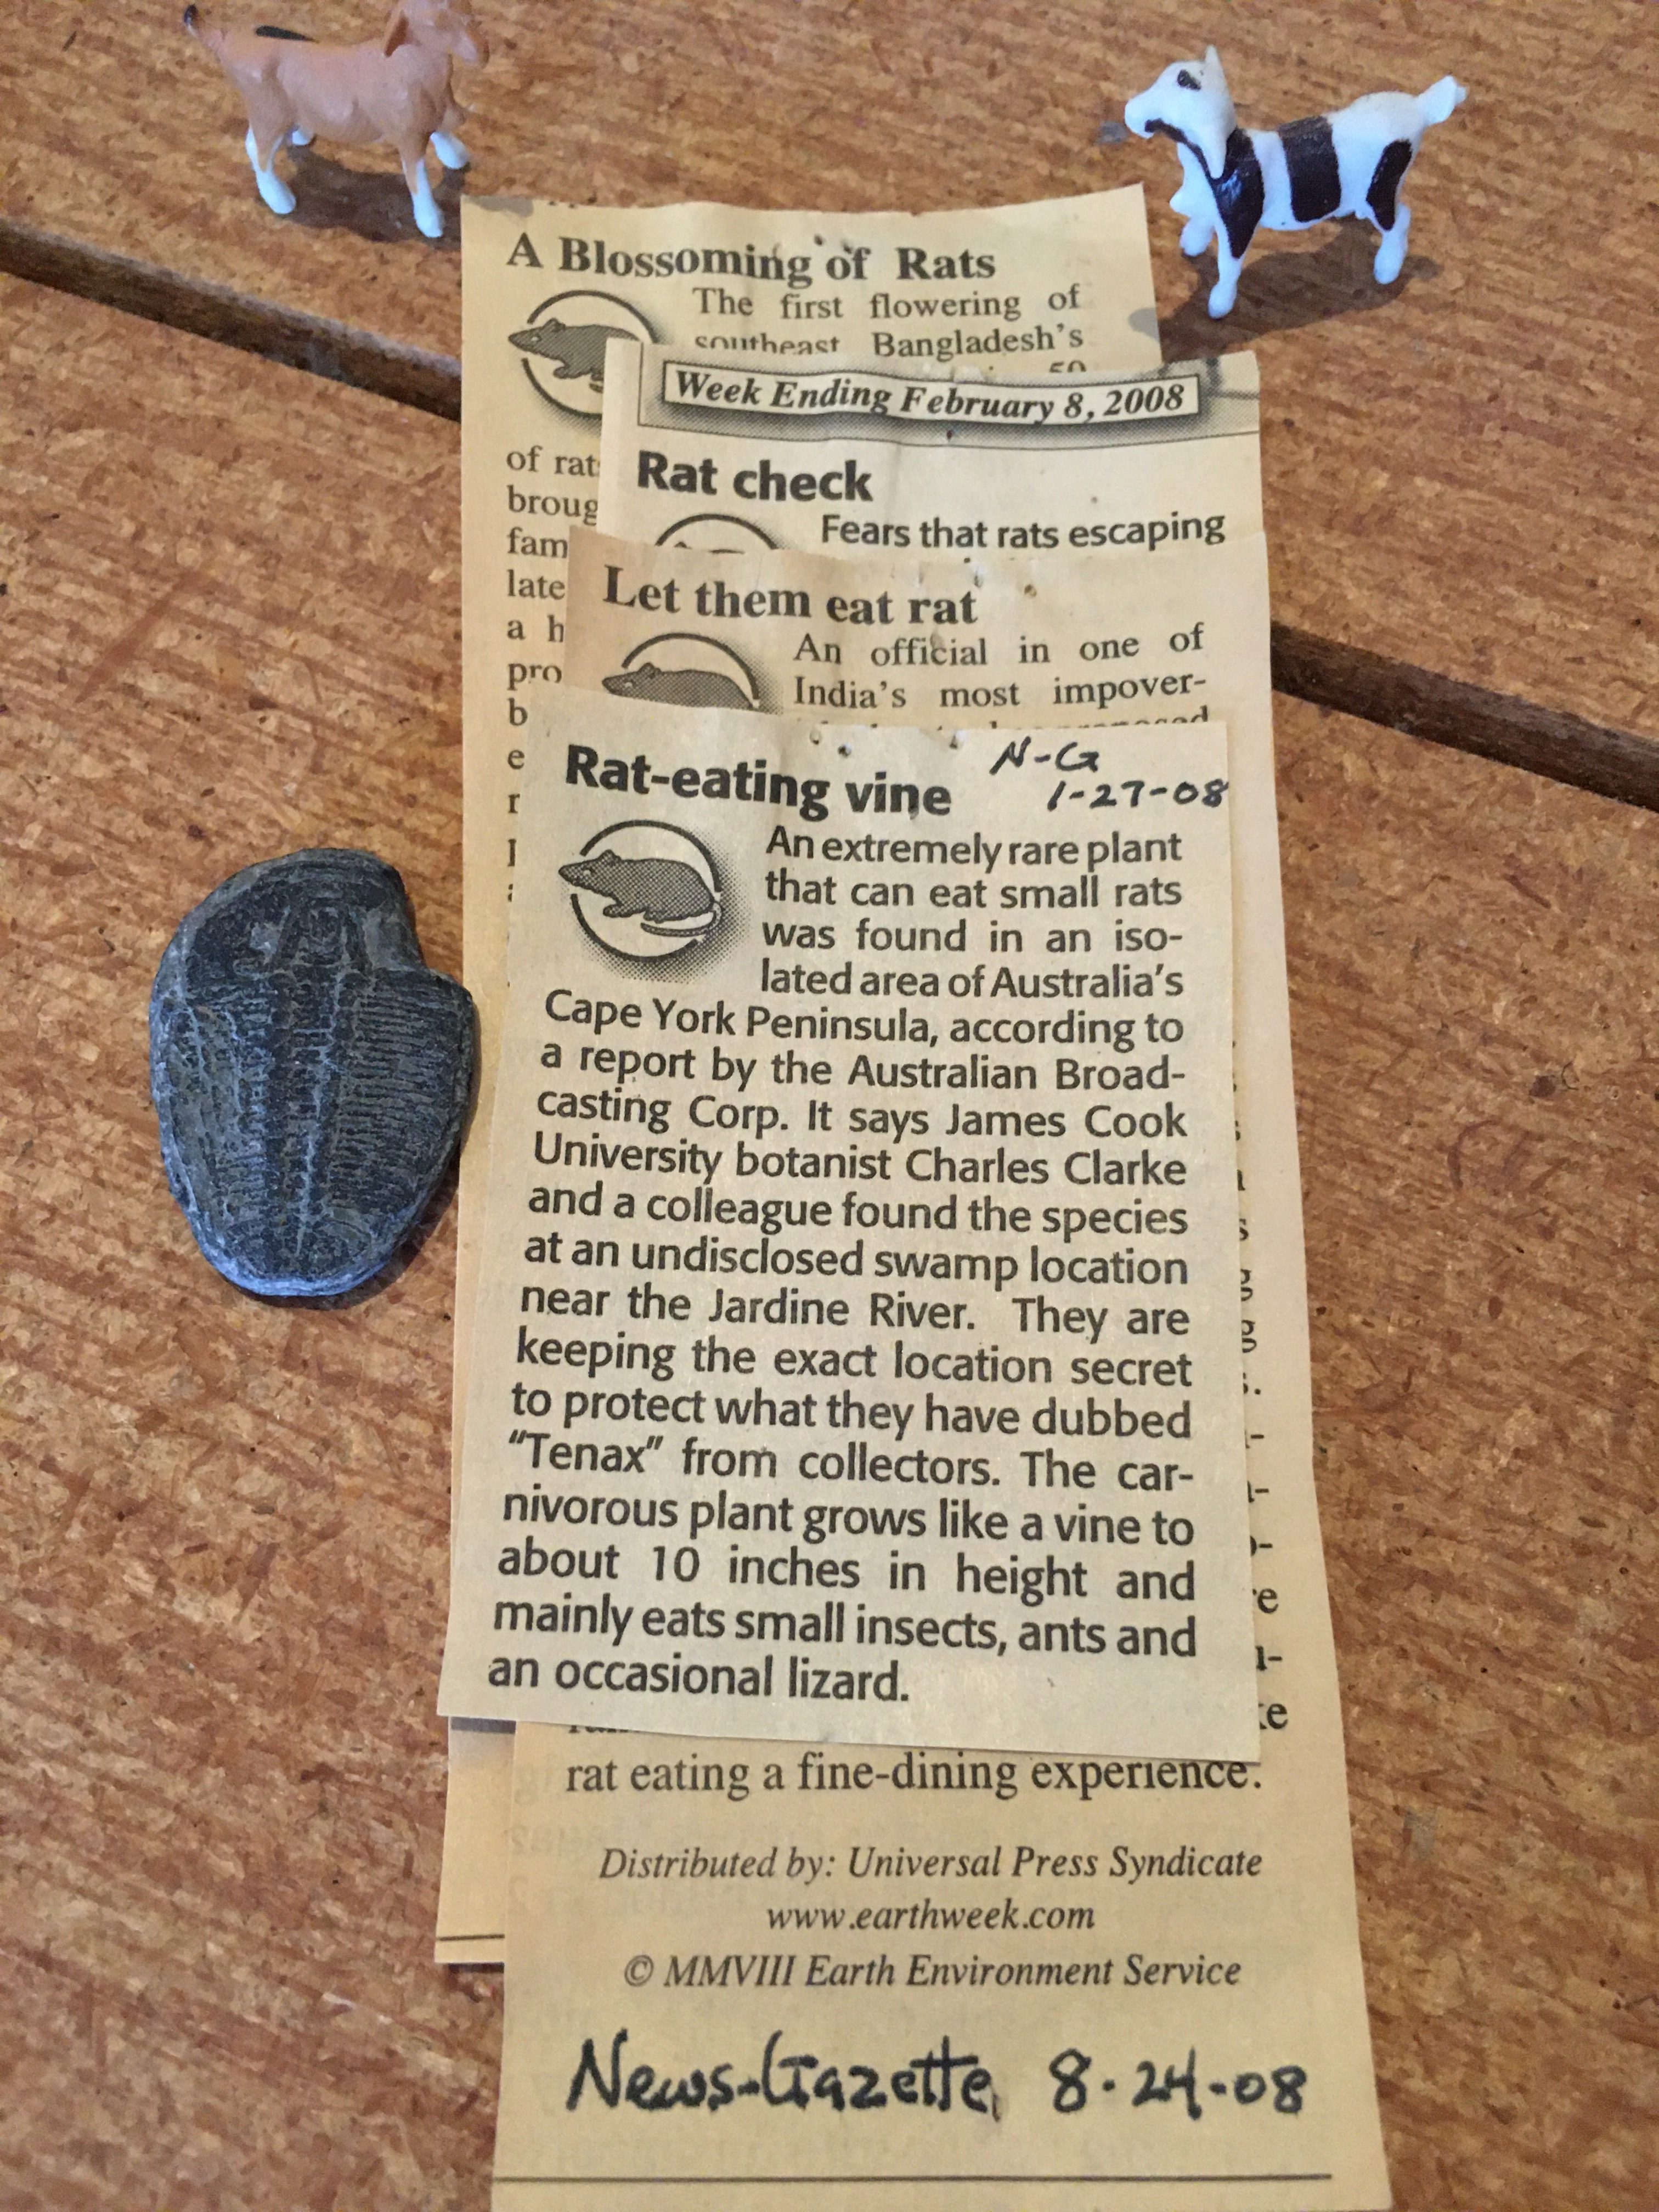 A Blossoming of Rats
The first flowering of
southeast Bangladesh's
50
of rat
broug
fam
late
a h
pro
b
e
r
Week Ending February 8, 2008
Rat check
Fears that rats escaping
Let them eat rat
An official in one of
India's most impover-
Rat-eating vine
N-G
1-27-08
An extremely rare plant
that can eat small rats
was found in an iso-
lated area of Australia's
Cape York Peninsula, according to
a report by the Australian Broad-
casting Corp. It says James Cook
University botanist Charles Clarke
and a colleague found the species
at an undisclosed swamp location
near the Jardine River. They are
keeping the exact location secret
to protect what they have dubbed
“Tenax” from collectors. The car-
nivorous plant grows like a vine to
about 10 inches in height and
mainly eats small insects, ants and
an occasional lizard.
rat eating a fine-dining experience.
Distributed by: Universal Press Syndicate
www.earthweek.com
© MMVIII Earth Environment Service
News-Gazette 8-24-08